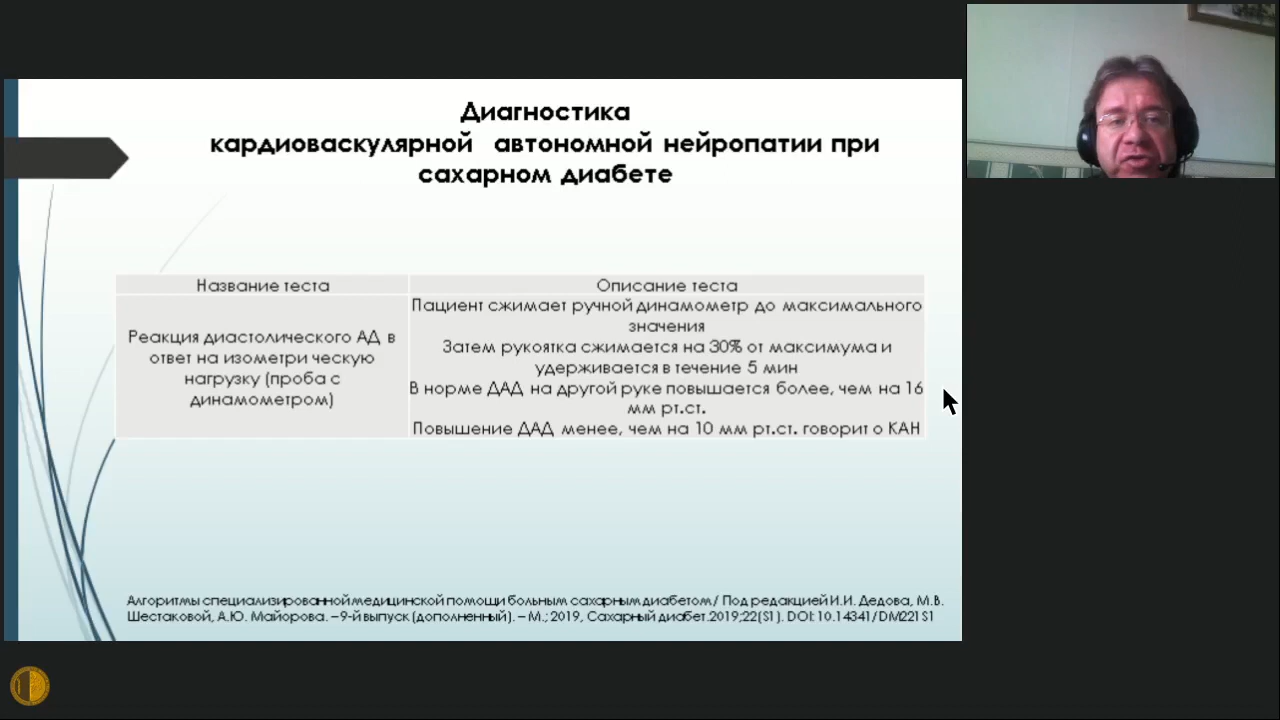 Диагностика
кардиоваскулярной автономной нейропатии при
сахарном диабете
Название теста
Описание теста
Реакция диастолического АД в
ответ на изометри ческую
нагрузку (проба с
динамометром)
Пациент сжимает ручной динамометр до максимального
значения
Затем рукоятка сжимается на 30% от максимума и
удерживается в течение 5 мин
В норме ДАД на другой руке повышается более, чем на 16
мм рт.ст.
Повышение ДАД менее, чем на 10 мм рт.ст. говорит о КАН
Алгоритмы специализированной медицинской помощи больным сахарным диабетом / Под редакцией И.И. Дедова, М.В.
Шестаковой, А.Ю. Майорова. – 9-й выпуск (дополненный). – М.; 2019, Сахарный диабет.2019;22(S1). DOI: 10.14341/DM221S1